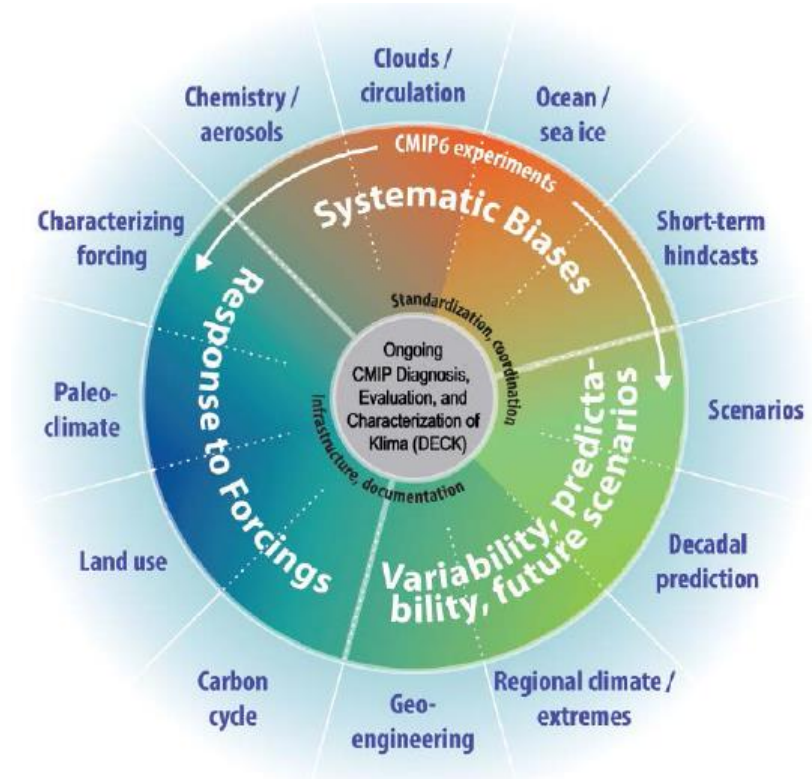 Clouds /
circulation
Ocean /
sea ice
Short-term
hindcasts
Scenarios
Decadal
prediction
Regional climate /
extremes
Geo-
engineering
Carbon
cycle
Land use
Paleo-
climate
Characterizing
forcing
Chemistry /
aerosols
CMIP6 experiments
Systematic Biases
Variability, predicta-
bility, future scenarios
Response to Forcings
Standardization, coordination
Infrastructure, documentation
Ongoing
CMIP Diagnosis,
Evaluation, and
Characterization of
Klima (DECK)